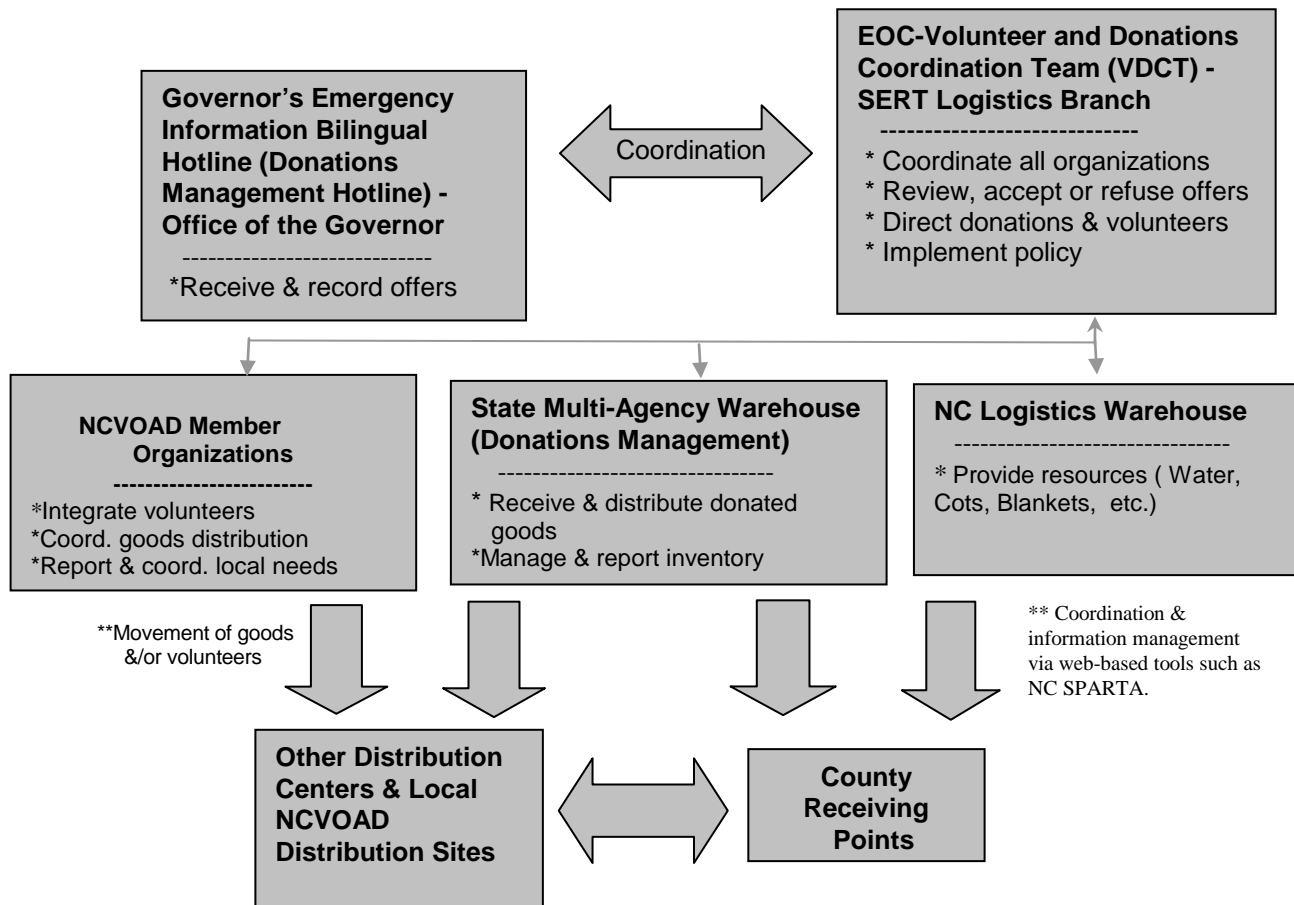 Governor’s Emergency
Information Bilingual
Hotline (Donations
Management Hotline) -
Office of the Governor
----------------------------
*Receive & record offers
Coordination
EOC-Volunteer and Donations
Coordination Team (VDCT) -
SERT Logistics Branch
-----------------------------
* Coordinate all organizations
* Review, accept or refuse offers
* Direct donations & volunteers
* Implement policy
NCVOAD Member
Organizations
-------------------------
*Integrate volunteers
*Coord. goods distribution
*Report & coord. local needs
State Multi-Agency Warehouse
(Donations Management)
--------------------------------
* Receive & distribute donated
goods
*Manage & report inventory
NC Logistics Warehouse
--------------------------------
* Provide resources ( Water,
Cots, Blankets,  etc.)
**Movement of goods
&/or volunteers
** Coordination &
information management
via web-based tools such as
NC SPARTA.
Other Distribution
Centers & Local
NCVOAD
Distribution Sites
County
Receiving
Points